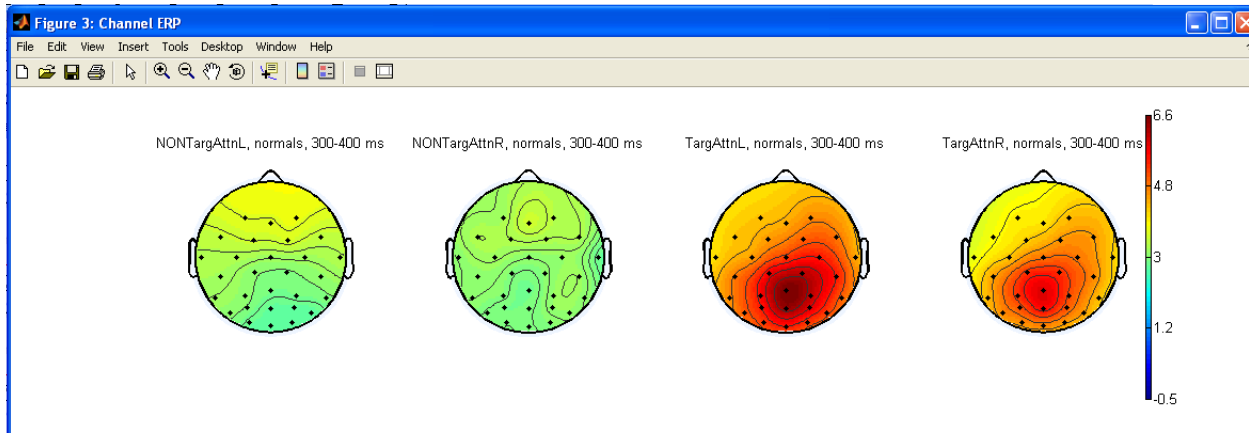 Figure 3: Channel ERP
File Edit View Insert Tools Desktop Window Help
NONTargAttnL, normals, 300-400 ms
NONTargAttnR, normals, 300-400 ms
TargAttnL, normals, 300-400 ms
TargAttnR, normals, 300-400 ms
6.6
4.8
3
1.2
-0.5